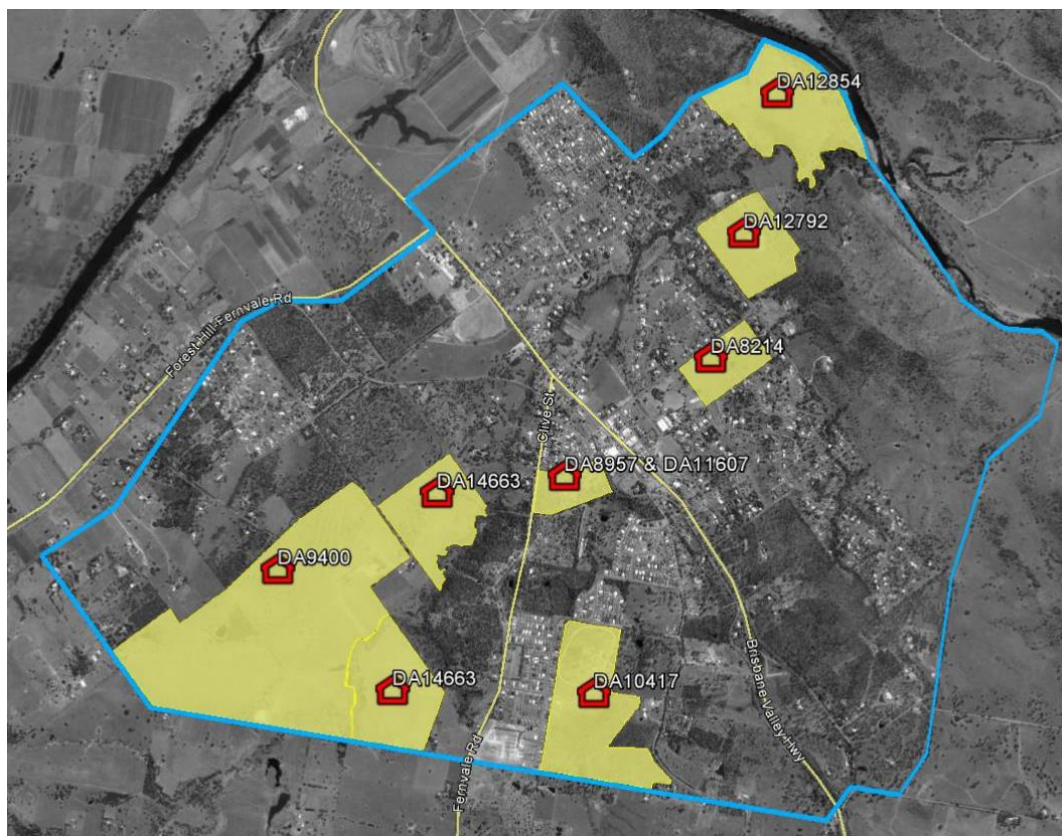 DA12854
DA12792
Forest Hill-Fernvale Rd
DA8214
Clive St
DA8957 & DA11607
DA14663
DA9400
DA14663
DA10417
Brisbane Valley Hwy
Fernvale Rd